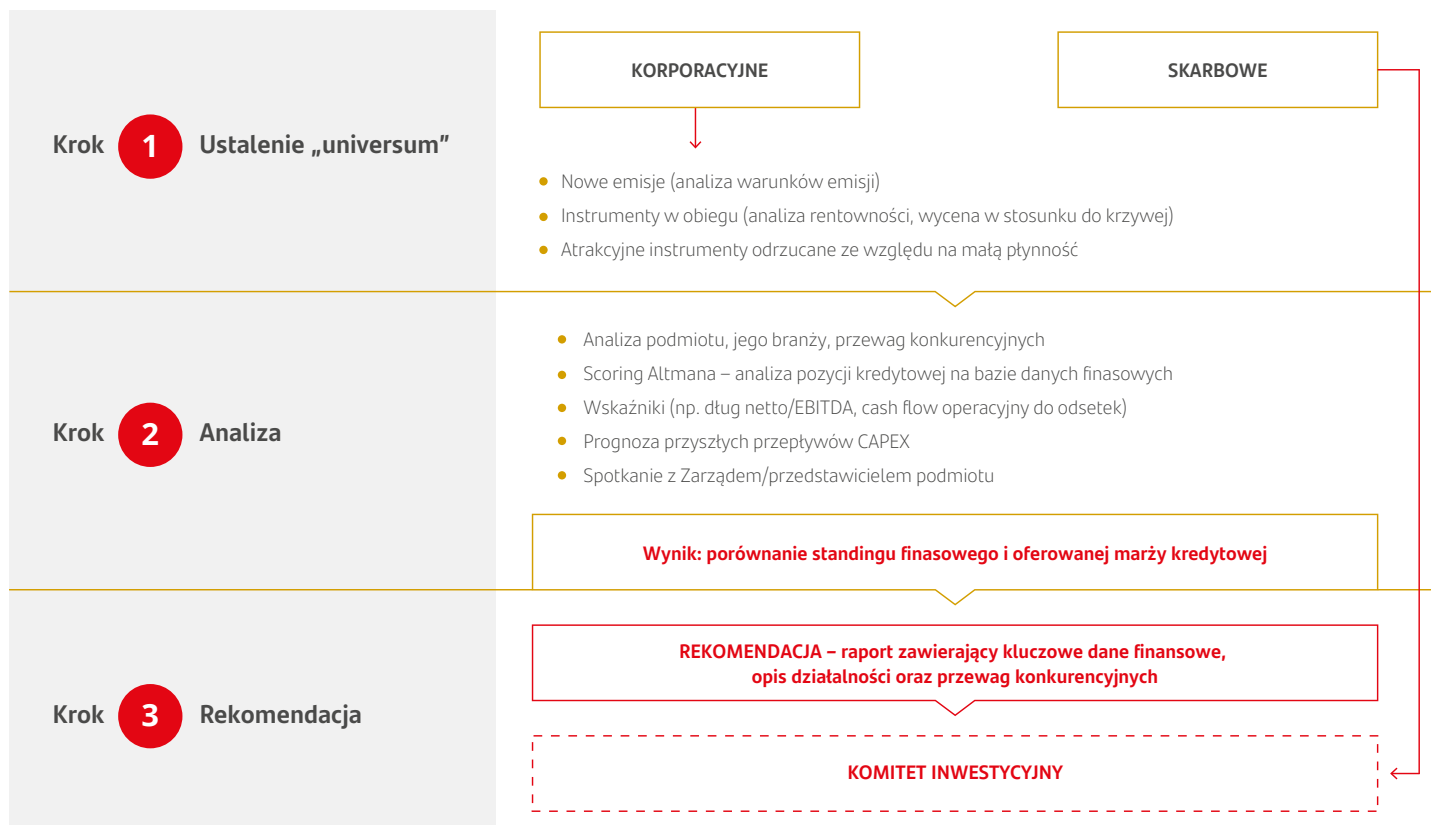 KORPORACYJNE
SKARBOWE
Krok 1 Ustalenie „universum”
Nowe emisje (analiza warunków emisji)
Instrumenty w obiegu (analiza rentowności, wycena w stosunku do krzywej)
Atrakcyjne instrumenty odrzucane ze względu na małą płynność
Krok 2 Analiza
Analiza podmiotu, jego branży, przewag konkurencyjnych
Scoring Altmana – analiza pozycji kredytowej na bazie danych finasowych
Wskaźniki (np. dług netto/EBITDA, cash flow operacyjny do odsetek)
Prognoza przyszłych przepływów CAPEX
Spotkanie z Zarządem/przedstawicielem podmiotu
Wynik: porównanie standingu finasowego i oferowanej marży kredytowej
Krok 3 Rekomendacja
REKOMENDACJA – raport zawierający kluczowe dane finansowe,
opis działalności oraz przewag konkurencyjnych
KOMITET INWESTYCYJNY